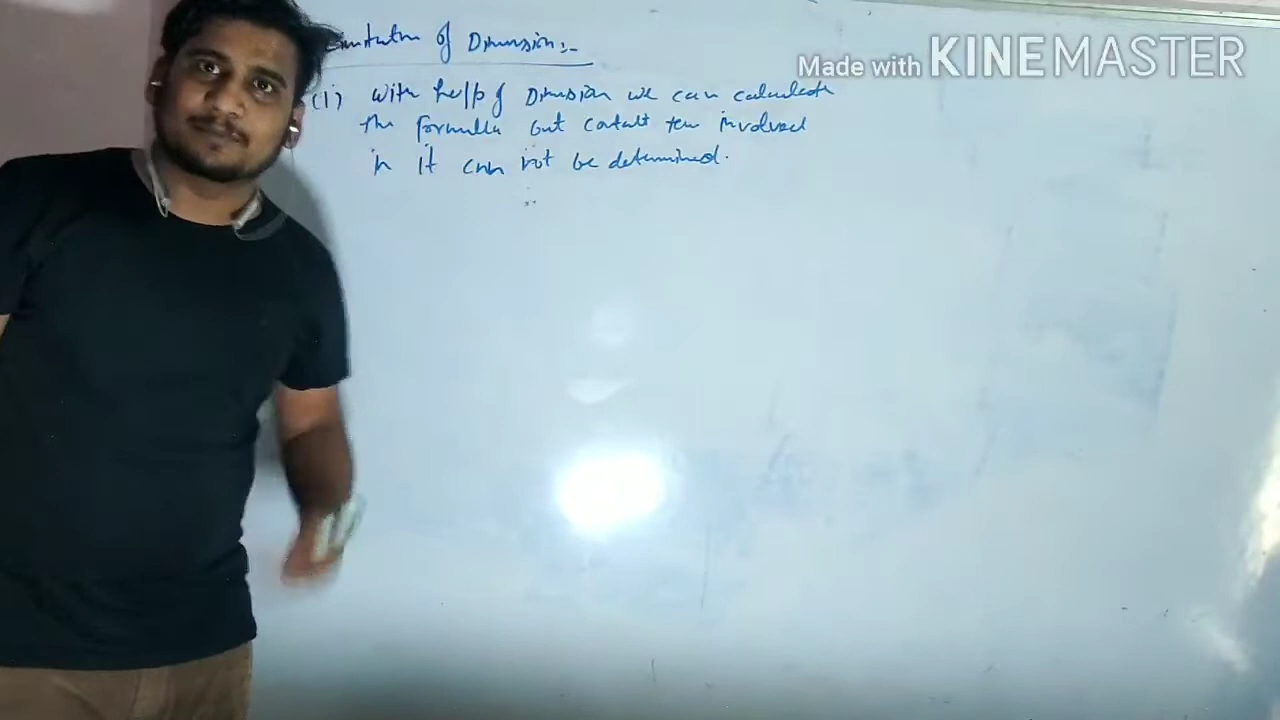 Limitation of Dimension:-
Made with KINEMASTER
(1) With help of Dimension we can calculate
the formulla but constant term involved
in it can not be determined.